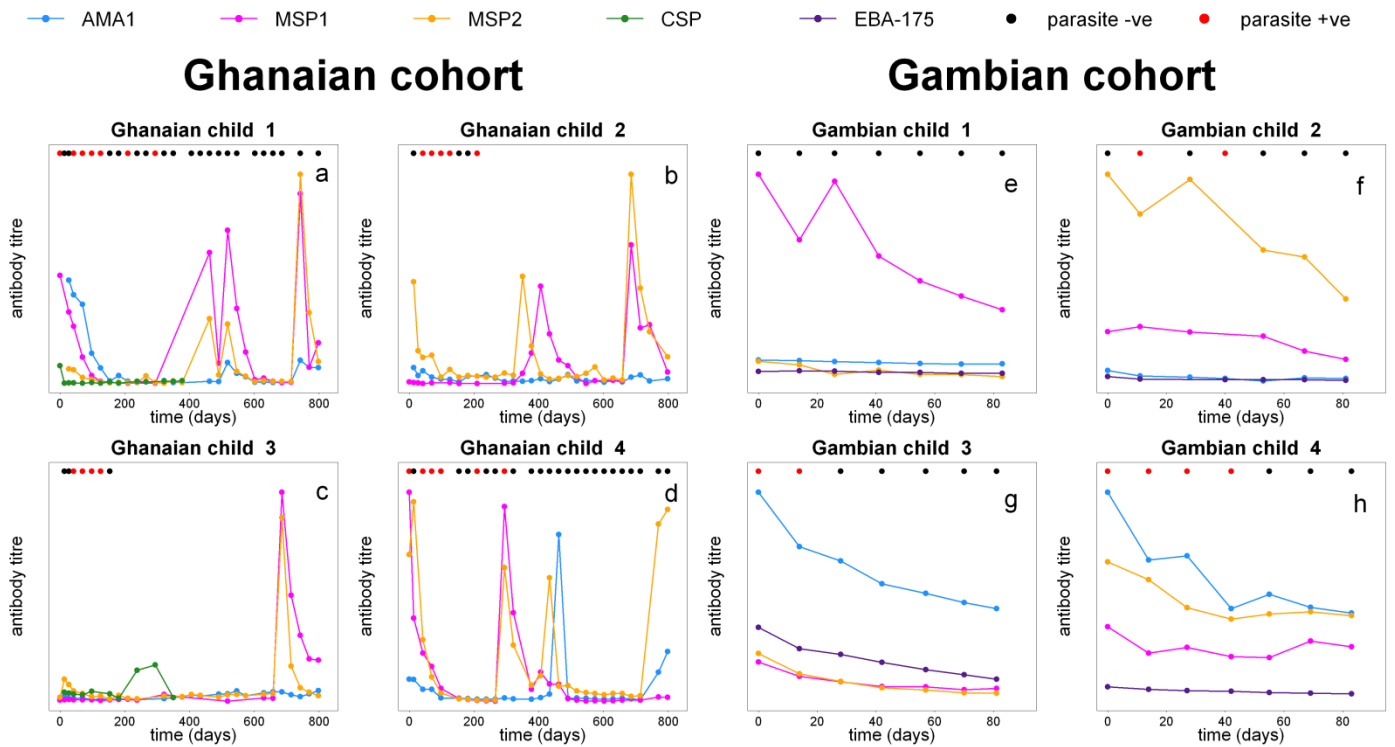 AMA1 MSP1 MSP2 CSP EBA-175 parasite -ve parasite +ve
Ghanaian cohort Gambian cohort
Ghanaian child 1 Ghanaian child 2 Gambian child 1 Gambian child 2
a b e f
antibody titre antibody titre antibody titre antibody titre
0 200 400 600 800 0 200 400 600 800 0 20 40 60 80 0 20 40 60 80
time (days) time (days) time (days) time (days)
Ghanaian child 3 Ghanaian child 4 Gambian child 3 Gambian child 4
c d g h
antibody titre antibody titre antibody titre antibody titre
0 200 400 600 800 0 200 400 600 800 0 20 40 60 80 0 20 40 60 80
time (days) time (days) time (days) time (days)